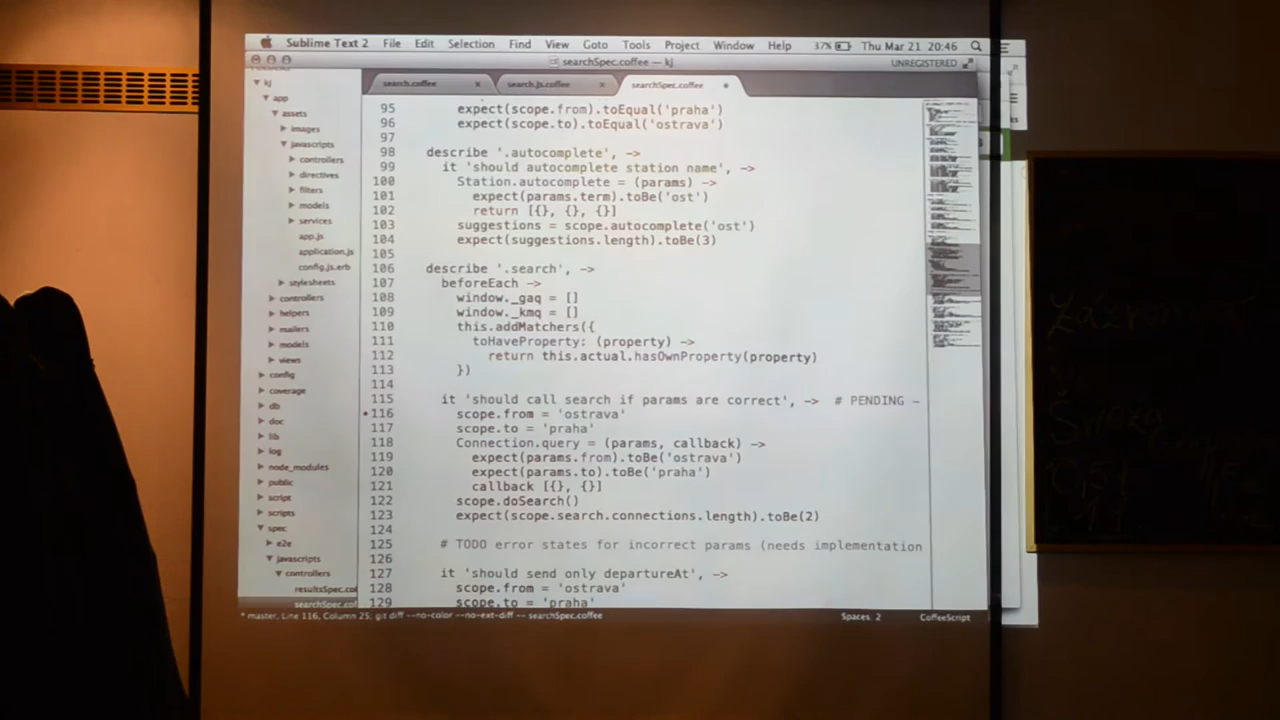 Sublime Text 2 File Edit Selection Find View Goto Tools Project Window Help 37% Thu Mar 21 20:46
searchSpec.coffee — kj
UNREGISTERED
search.coffee
search.js.coffee
searchSpec.coffee
kj
app
assets
images
javascripts
controllers
directives
filters
models
services
app.js
application.js
config.js.erb
stylesheets
controllers
helpers
mailers
models
views
config
coverage
db
doc
lib
log
node_modules
public
script
scripts
spec
e2e
javascripts
controllers
resultsSpec.cof
searchSpec.cof
95 expect(scope.from).toEqual('praha')
96 expect(scope.to).toEqual('ostrava')
97
98 describe '.autocomplete', ->
99 it 'should autocomplete station name', ->
100 Station.autocomplete = (params) ->
101 expect(params.term).toBe('ost')
102 return [{}, {}, {}]
103 suggestions = scope.autocomplete('ost')
104 expect(suggestions.length).toBe(3)
105
106 describe '.search', ->
107 beforeEach ->
108 window._gaq = []
109 window._kmq = []
110 this.addMatchers({
111 toHaveProperty: (property) ->
112 return this.actual.hasOwnProperty(property)
113 })
114
115 it 'should call search if params are correct', -> # PENDING –
116 scope.from = 'ostrava'
117 scope.to = 'praha'
118 Connection.query = (params, callback) ->
119 expect(params.from).toBe('ostrava')
120 expect(params.to).toBe('praha')
121 callback [{}, {}]
122 scope.doSearch()
123 expect(scope.search.connections.length).toBe(2)
124
125 # TODO error states for incorrect params (needs implementation
126
127 it 'should send only departureAt', ->
128 scope.from = 'ostrava'
129 scope.to = 'praha'
* master, Line 116, Column 25; git diff --no-color --no-ext-diff -- searchSpec.coffee
Spaces: 2
CoffeeScript